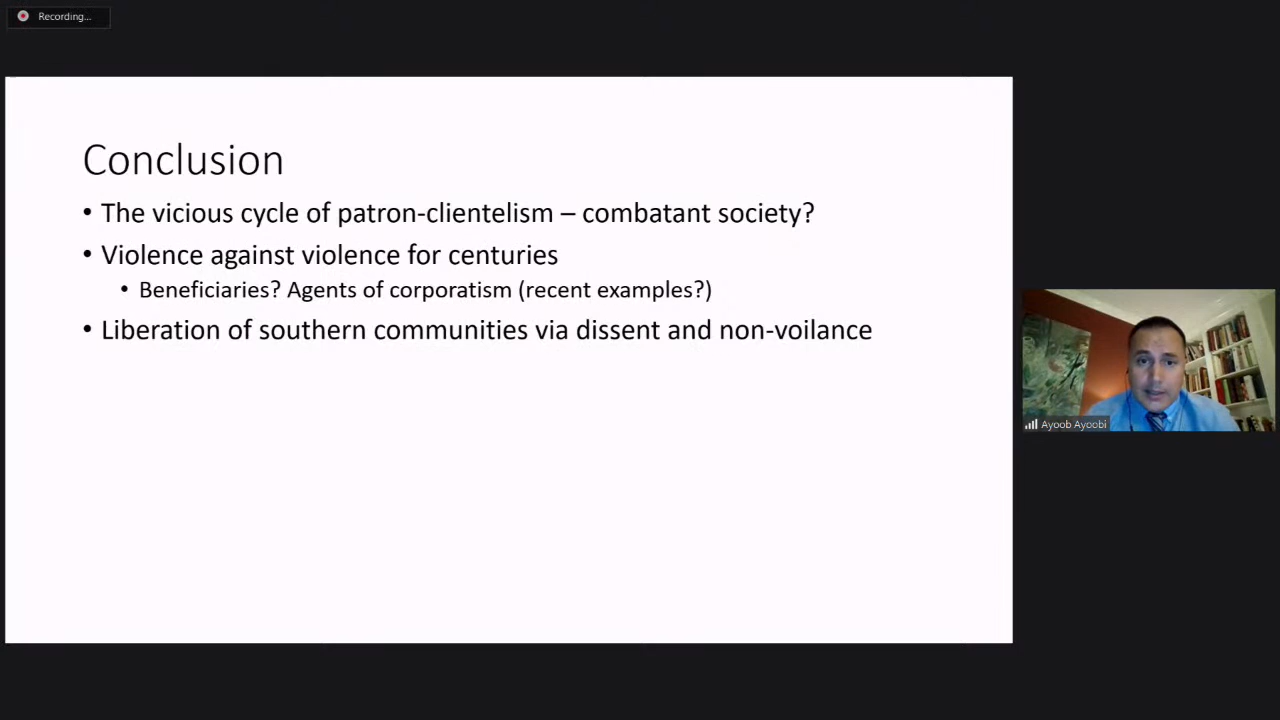 Recording...
Conclusion
• The vicious cycle of patron-clientelism – combatant society?
• Violence against violence for centuries
• Beneficiaries? Agents of corporatism (recent examples?)
• Liberation of southern communities via dissent and non-voilance
Ayoob Ayoobi